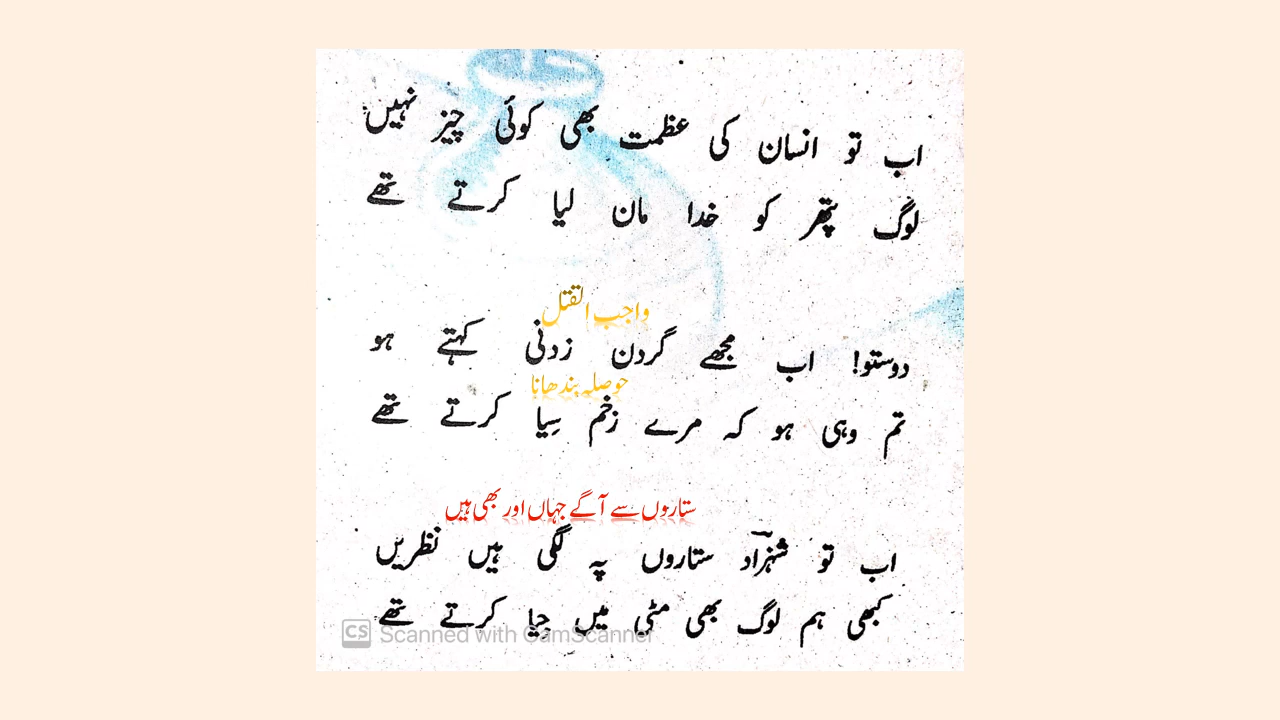 اب تو انسان کی عظمت بھی کوئی چیز نہیں
لوگ پتھر کو خدا مان لیا کرتے تھے
واجب القتل
دوستو! اب مجھے گردن زدنی کہتے ہو
حوصلہ بندھانا
تم وہی ہو کہ مرے زخم سِیا کرتے تھے
ستاروں سے آگے جہاں اور بھی ہیں
اب تو شہزادؔ ستاروں پہ لگی ہیں نظریں
کبھی ہم لوگ بھی مٹی میں جیا کرتے تھے
CS Scanned with CamScanner